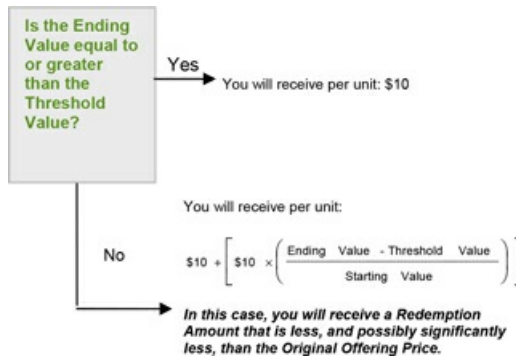 Is the Ending
Value equal to
or greater
than the
Threshold
Value?
Yes
You will receive per unit: $10
You will receive per unit:
No
$10 + [ $10 × ( Ending Value - Threshold Value
Starting Value ) ]
In this case, you will receive a Redemption
Amount that is less, and possibly significantly
less, than the Original Offering Price.